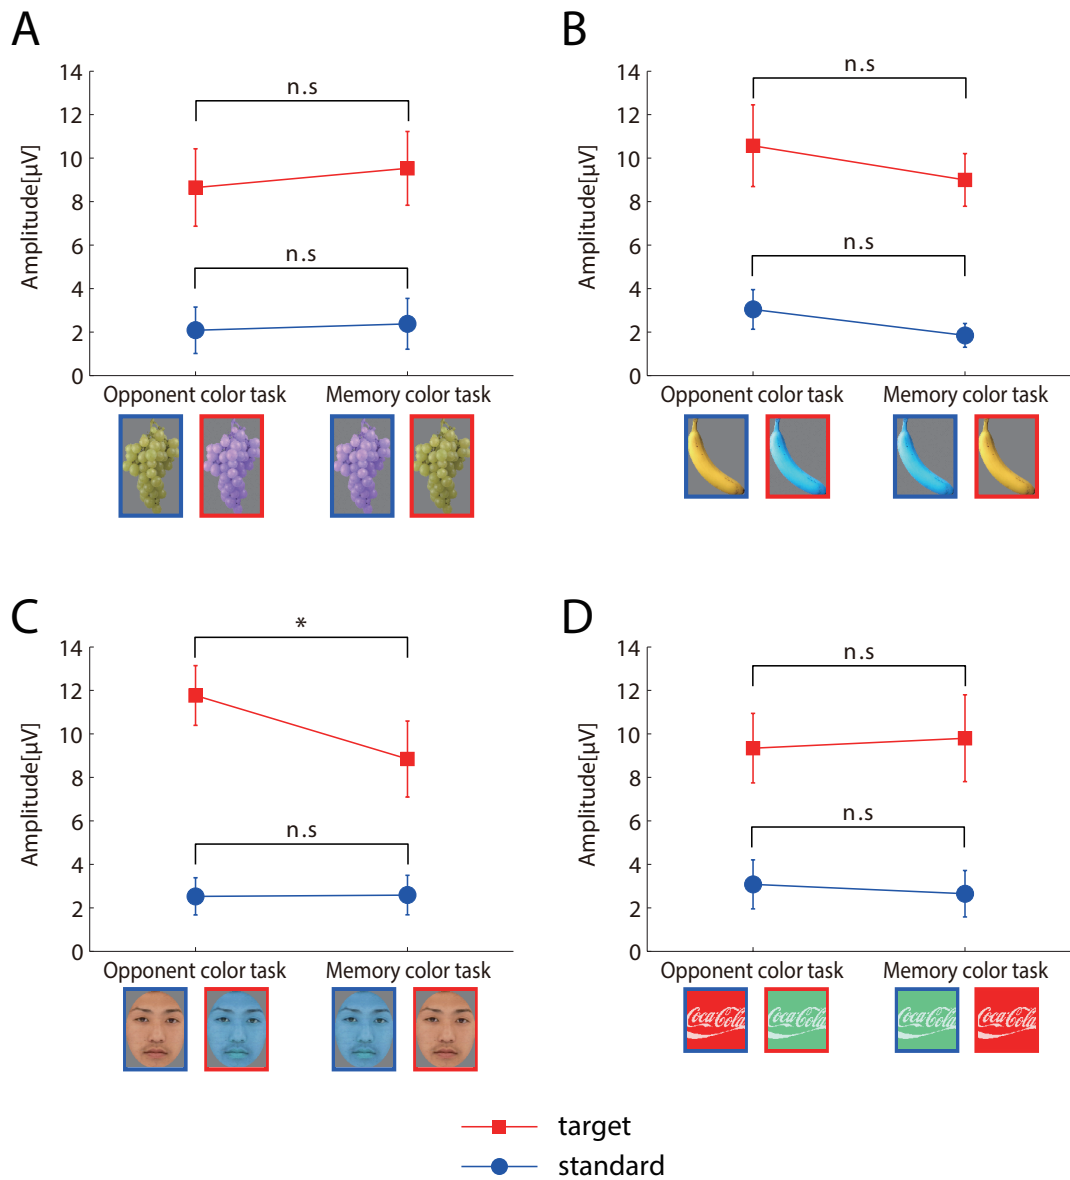 A
Amplitude[µV]
14
12
10
8
6
4
2
0
n.s
n.s
Opponent color task
Memory color task
B
Amplitude[µV]
14
12
10
8
6
4
2
0
n.s
n.s
Opponent color task
Memory color task
C
Amplitude[µV]
14
12
10
8
6
4
2
0
*
n.s
Opponent color task
Memory color task
D
Amplitude[µV]
14
12
10
8
6
4
2
0
n.s
n.s
Opponent color task
Memory color task
Coca-Cola
Coca-Cola
Coca-Cola
Coca-Cola
target
standard